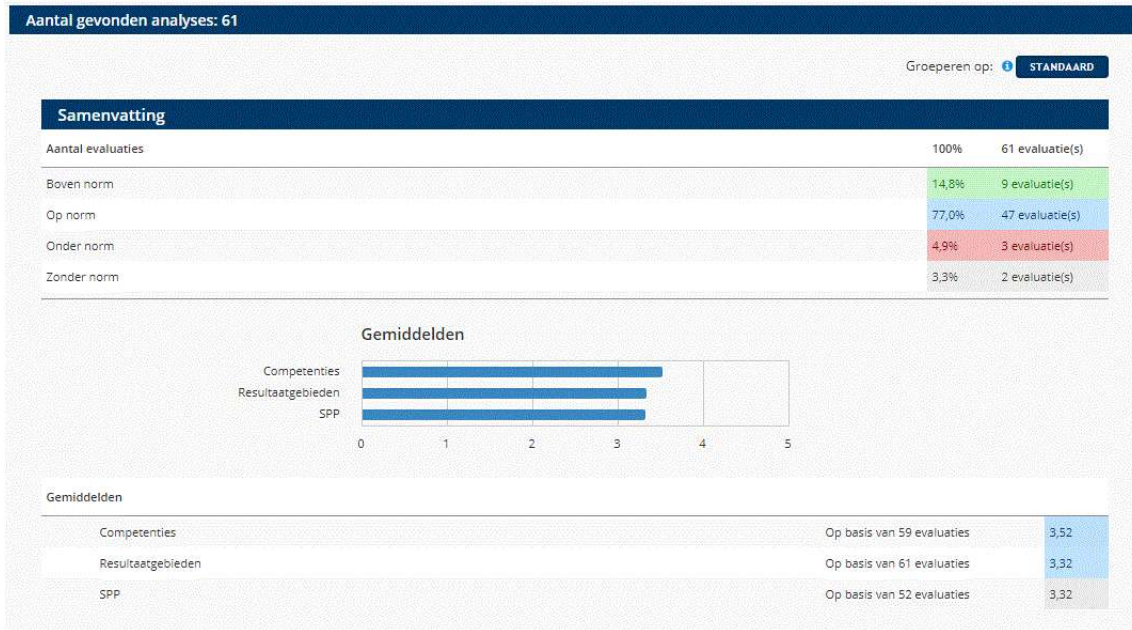 Aantal gevonden analyses: 61
Groeperen op: i STANDAARD
Samenvatting
Aantal evaluaties 100% 61 evaluatie(s)
Boven norm 14,8% 9 evaluatie(s)
Op norm 77,0% 47 evaluatie(s)
Onder norm 4,9% 3 evaluatie(s)
Zonder norm 3,3% 2 evaluatie(s)
Gemiddelden
Competenties
Resultaatgebieden
SPP
0 1 2 3 4 5
Gemiddelden
Competenties Op basis van 59 evaluaties 3,52
Resultaatgebieden Op basis van 61 evaluaties 3,32
SPP Op basis van 52 evaluaties 3,32